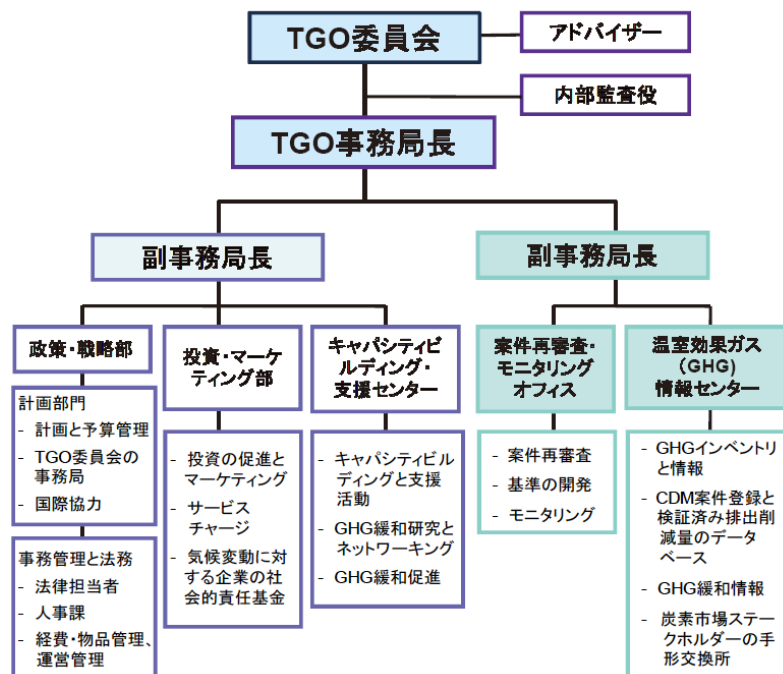 TGO委員会
アドバイザー
内部監査役
TGO事務局長
副事務局長
副事務局長
政策・戦略部
計画部門
- 計画と予算管理
- TGO委員会の
事務局
- 国際協力
事務管理と法務
- 法律担当者
- 人事課
- 経費・物品管理、
運営管理
投資・マーケ
ティング部
- 投資の促進と
マーケティング
- サービス
チャージ
- 気候変動に対
する企業の社
会的責任基金
キャパシティビ
ルディング・
支援センター
- キャパシティビル
ディングと支援
活動
- GHG緩和研究と
ネットワーキング
- GHG緩和促進
案件再審査・
モニタリング
オフィス
- 案件再審査
- 基準の開発
- モニタリング
温室効果ガス
(GHG)
情報センター
- GHGインベントリ
と情報
- CDM案件登録と
検証済み排出削
減量のデータ
ベース
- GHG緩和情報
- 炭素市場ステー
クホルダーの手
形交換所